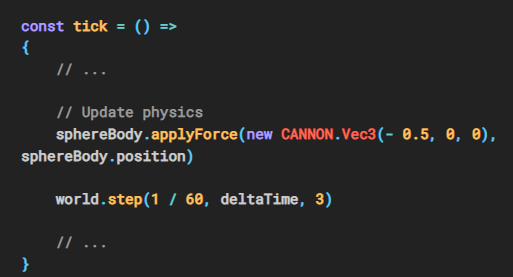 const tick = () =>
{
    // ...

    // Update physics
    sphereBody.applyForce(new CANNON.Vec3(- 0.5, 0, 0),
sphereBody.position)

    world.step(1 / 60, deltaTime, 3)

    // ...
}